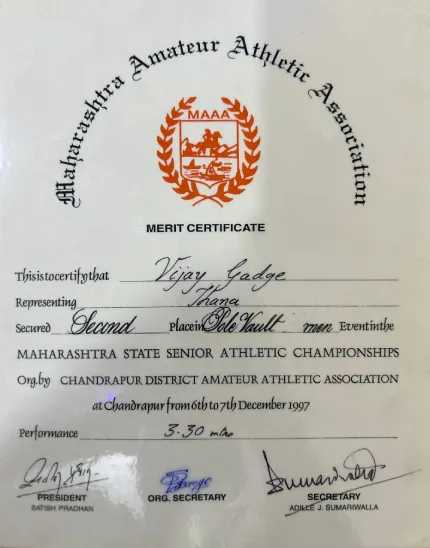 Maharashtra Amateur Athletic Association
MAAA
MERIT CERTIFICATE
This is to certify that Vijay Gadge
Representing Thana
Secured Second Place in Pole Vault men Event in the
MAHARASHTRA STATE SENIOR ATHLETIC CHAMPIONSHIPS
Org.by CHANDRAPUR DISTRICT AMATEUR ATHLETIC ASSOCIATION
at Chandrapur from 6th to 7th December 1997
Performance 3.30 mtrs
PRESIDENT ORG. SECRETARY SECRETARY
SATISH PRADHAN ADILLE J. SUMARIWALLA